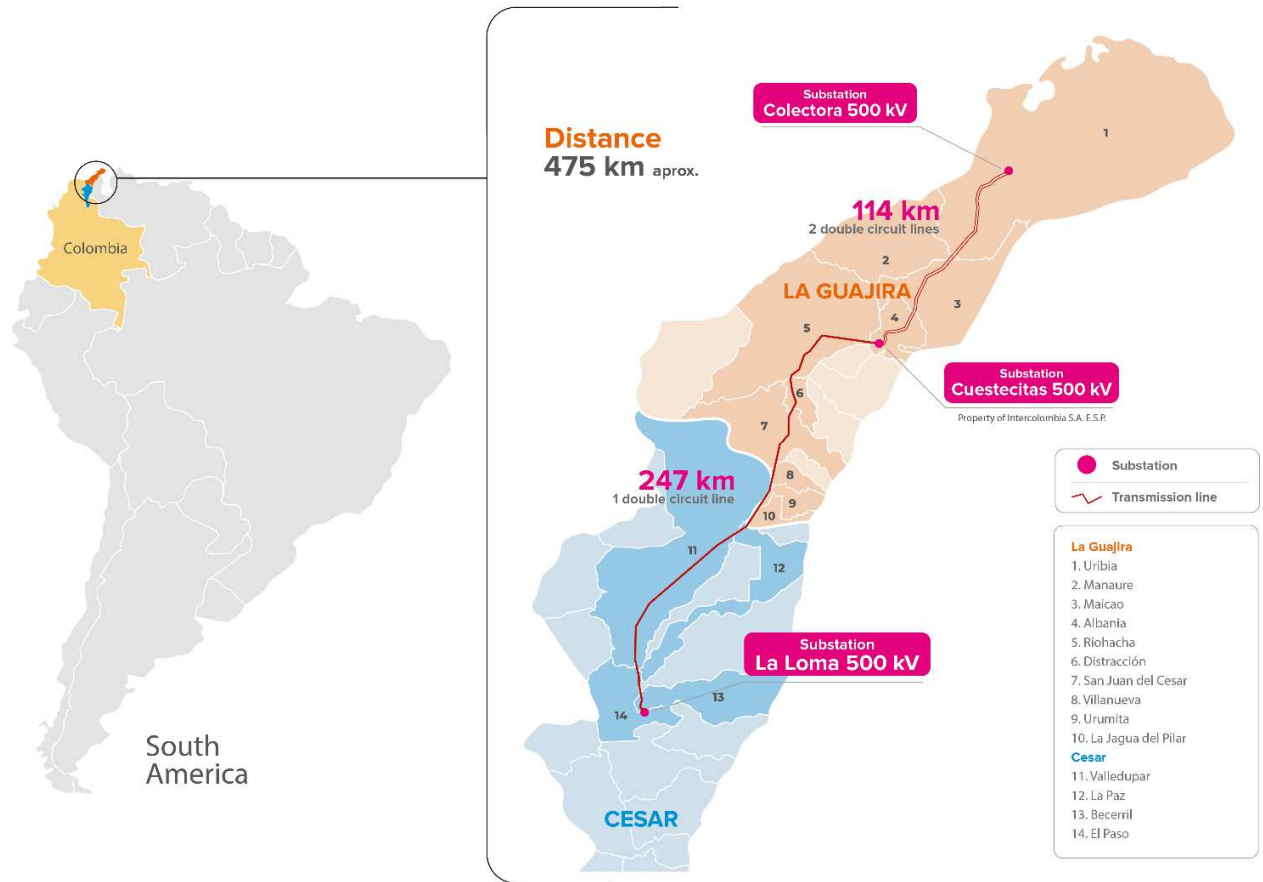 Colombia
South
America
Distance
475 km aprox.
Substation
Colectora 500 kV
1
114 km
2 double circuit lines
2
LA GUAJIRA
3
4
5
Substation
Cuestecitas 500 kV
Property of Intercolombia S.A. E.S.P.
6
7
247 km
1 double circuit line
8
9
10
11
12
Substation
La Loma 500 kV
13
14
CESAR
Substation
Transmission line
La Guajira
1. Uribia
2. Manaure
3. Maicao
4. Albania
5. Riohacha
6. Distracción
7. San Juan del Cesar
8. Villanueva
9. Urumita
10. La Jagua del Pilar
Cesar
11. Valledupar
12. La Paz
13. Becerril
14. El Paso